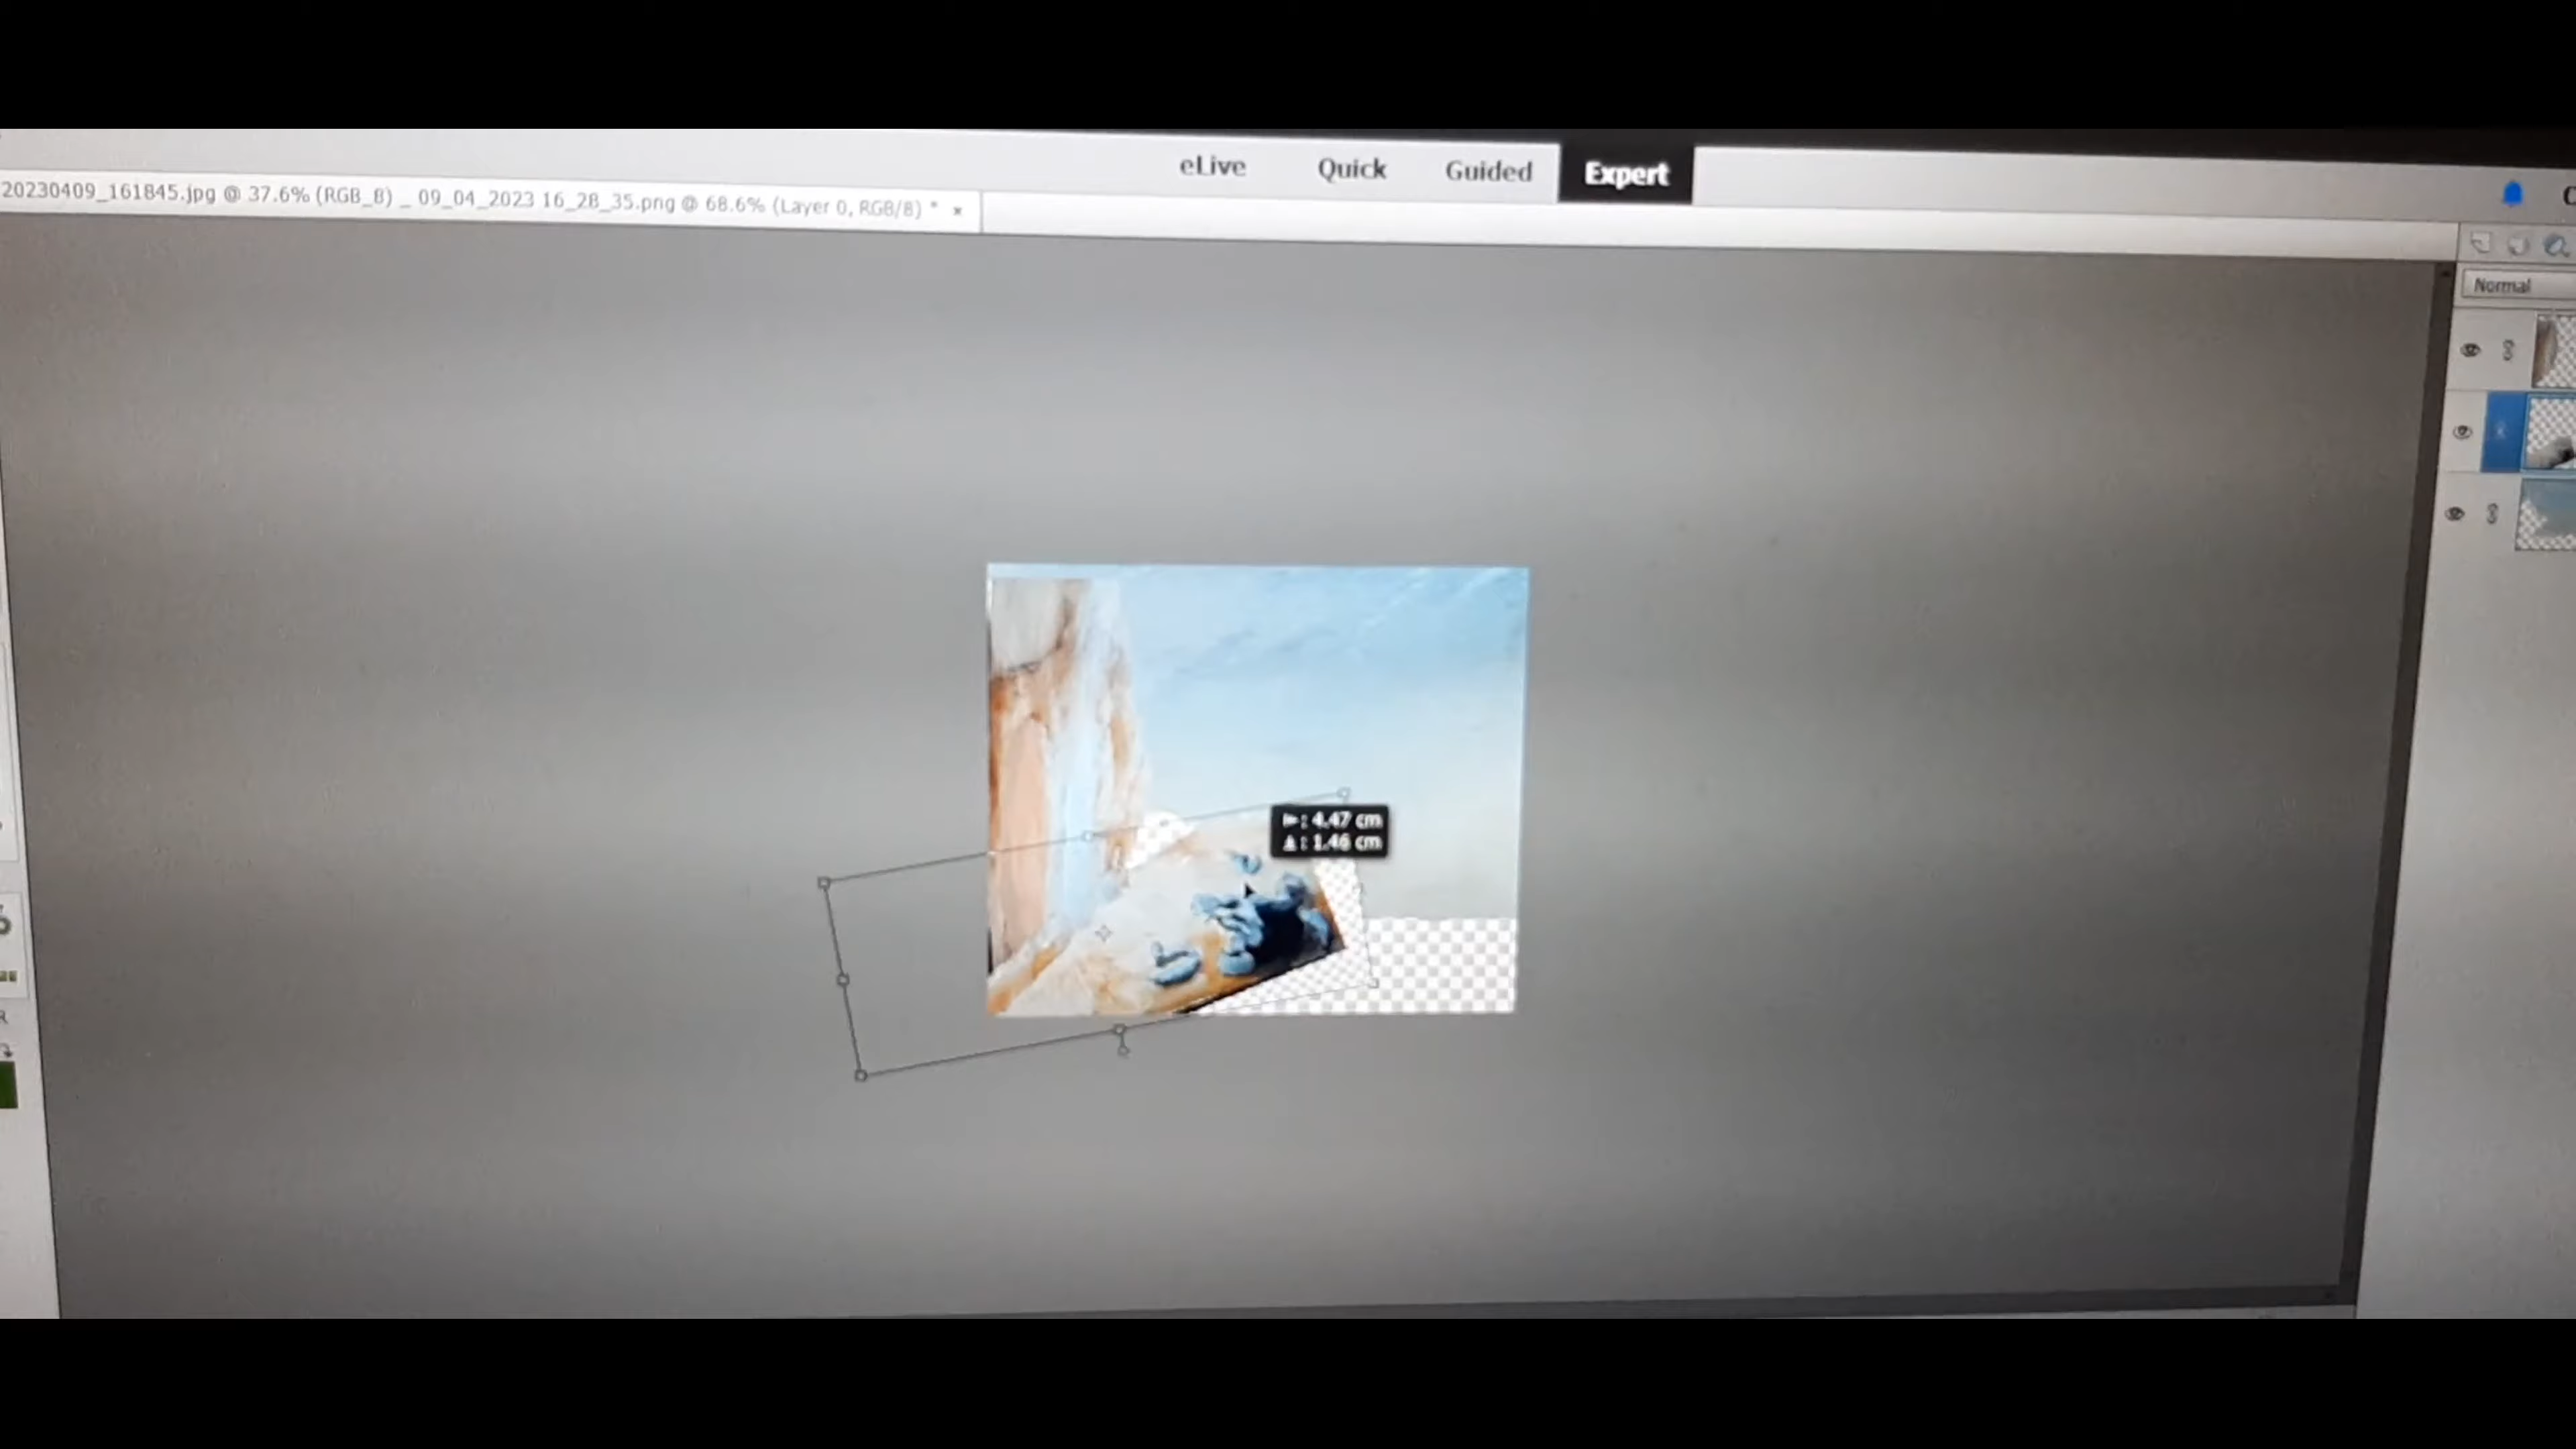 eLive Quick Guided Expert
20230409_161845.jpg @ 37.6% (RGB_8) _ 09_04_2023 16_28_35.png @ 68.6% (Layer 0, RGB/8) * ×
Normal
: 4.47 cm
: 1.46 cm